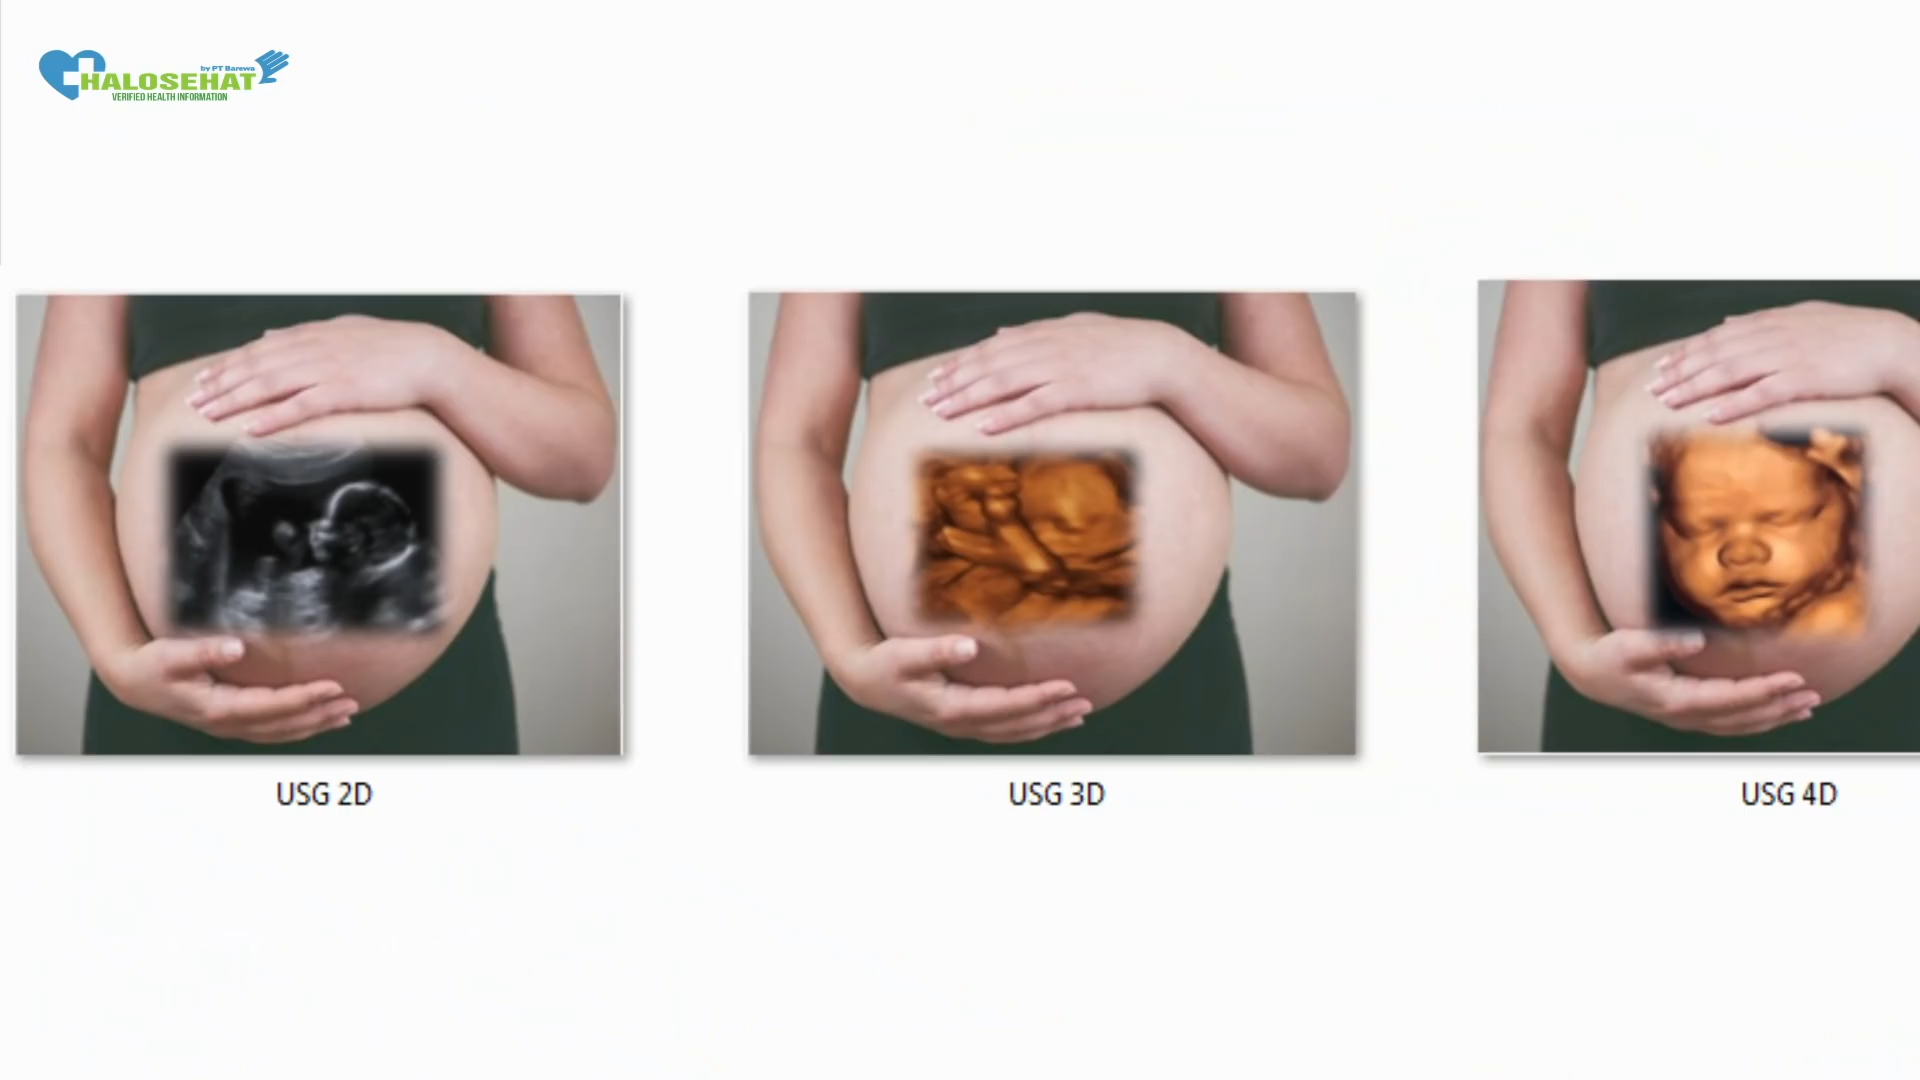 by PT Barewa
HALOSEHAT
VERIFIED HEALTH INFORMATION
USG 2D
USG 3D
USG 4D